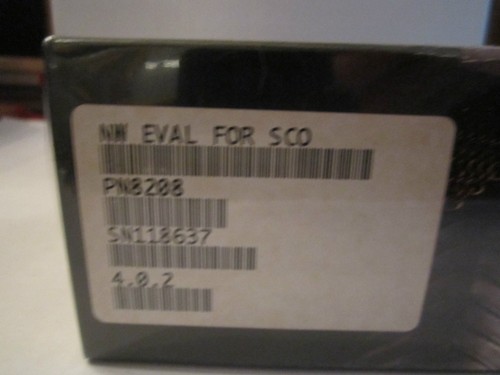 NW EVAL FOR SCO
PN8208
SN118637
4.0.2